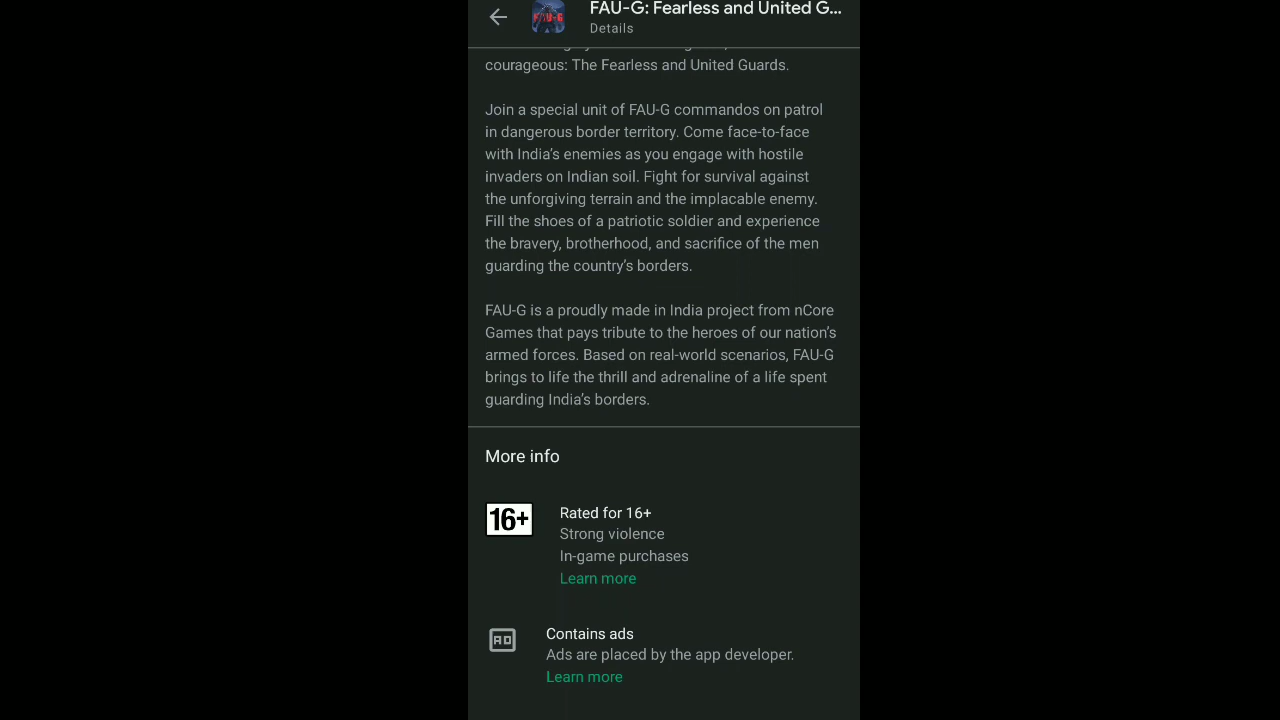 FAU-G: Fearless and United G...
Details
courageous: The Fearless and United Guards.
Join a special unit of FAU-G commandos on patrol
in dangerous border territory. Come face-to-face
with India's enemies as you engage with hostile
invaders on Indian soil. Fight for survival against
the unforgiving terrain and the implacable enemy.
Fill the shoes of a patriotic soldier and experience
the bravery, brotherhood, and sacrifice of the men
guarding the country's borders.
FAU-G is a proudly made in India project from nCore
Games that pays tribute to the heroes of our nation's
armed forces. Based on real-world scenarios, FAU-G
brings to life the thrill and adrenaline of a life spent
guarding India's borders.
More info
16+
Rated for 16+
Strong violence
In-game purchases
Learn more
AD
Contains ads
Ads are placed by the app developer.
Learn more